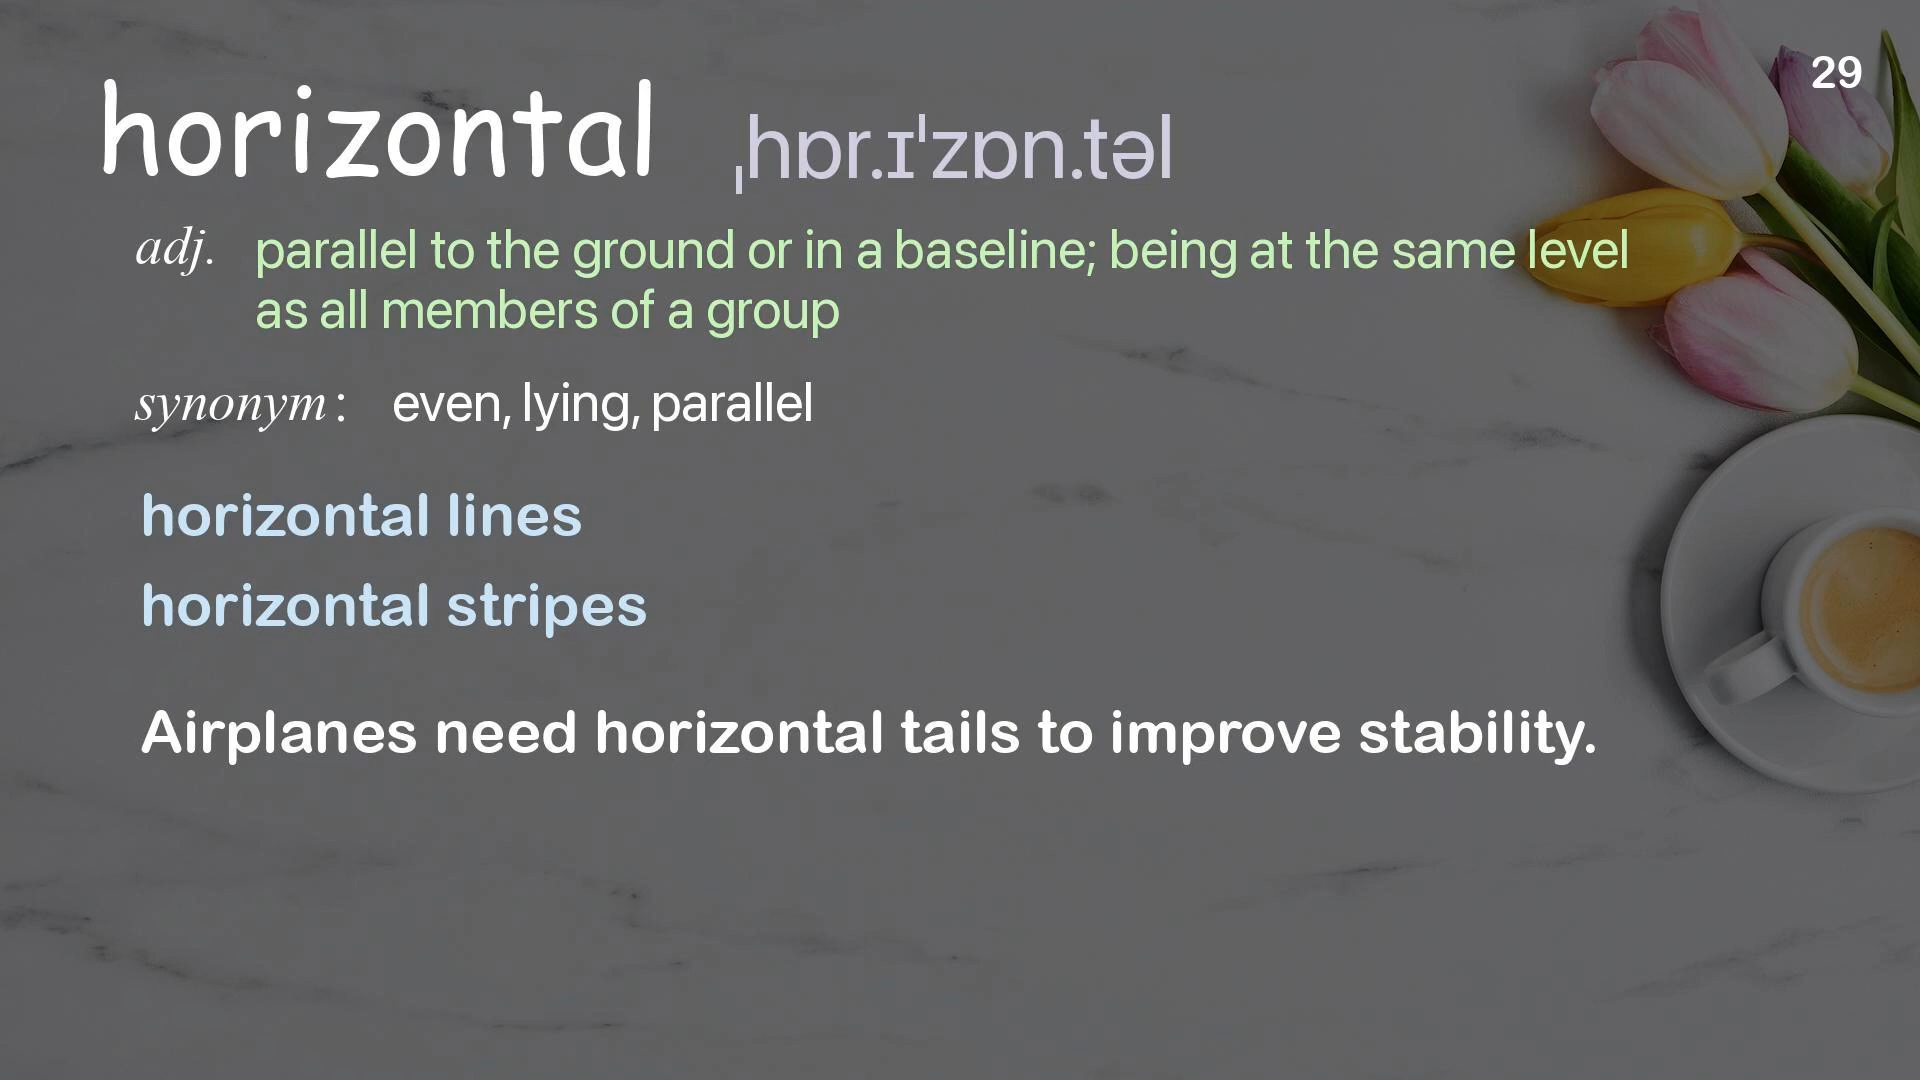 29
horizontal ˌhɒr.ɪˈzɒn.təl
adj. parallel to the ground or in a baseline; being at the same level
as all members of a group
synonym: even, lying, parallel
horizontal lines
horizontal stripes
Airplanes need horizontal tails to improve stability.